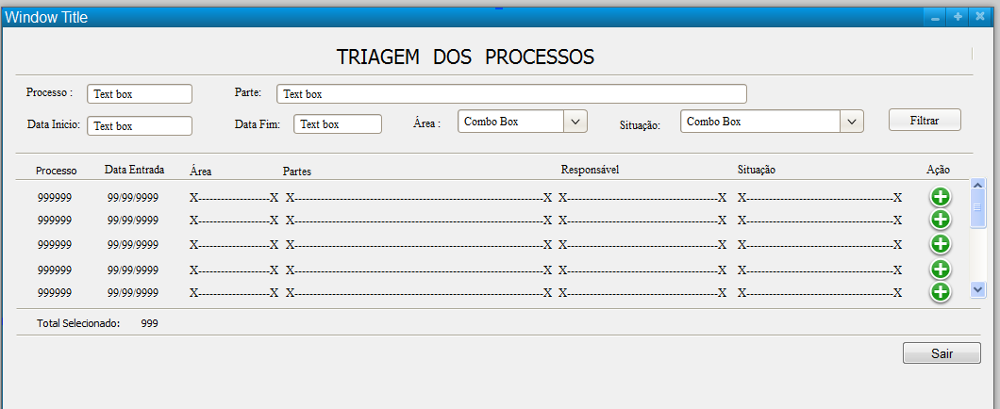 Window Title
TRIAGEM DOS PROCESSOS
Processo : Text box Parte: Text box
Data Inicio: Text box Data Fim: Text box Área : Combo Box Situação: Combo Box Filtrar
Processo Data Entrada Área Partes Responsável Situação Ação
999999 99/99/9999 X-------------------X X------------------------------------------------------------------X X----------------------------------------X X---------------------------------------X
999999 99/99/9999 X-------------------X X------------------------------------------------------------------X X----------------------------------------X X---------------------------------------X
999999 99/99/9999 X-------------------X X------------------------------------------------------------------X X----------------------------------------X X---------------------------------------X
999999 99/99/9999 X-------------------X X------------------------------------------------------------------X X----------------------------------------X X---------------------------------------X
999999 99/99/9999 X-------------------X X------------------------------------------------------------------X X----------------------------------------X X---------------------------------------X
Total Selecionado: 999
Sair